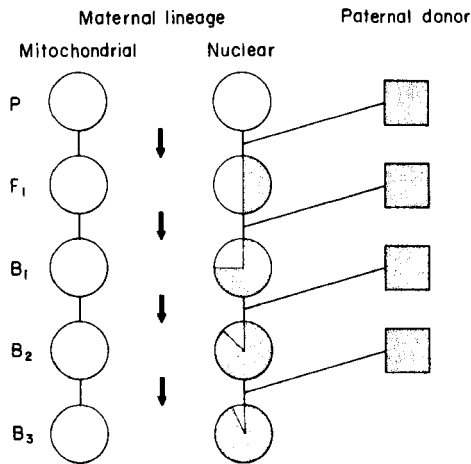 Maternal lineage Paternal donor
Mitochondrial Nuclear
P
F₁
B₁
B₂
B₃